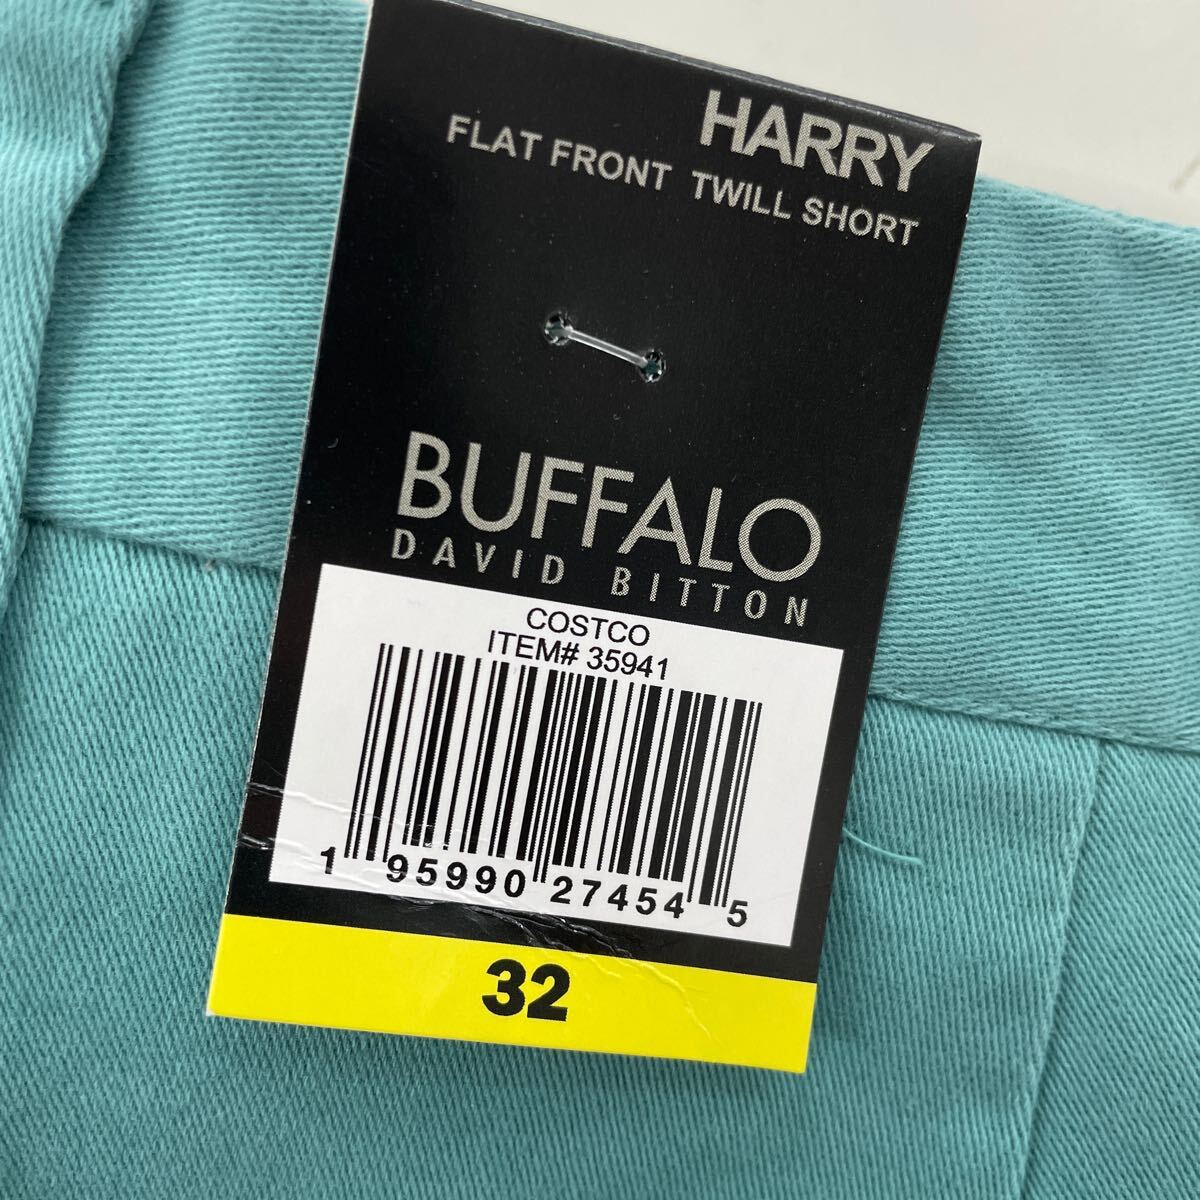 HARRY
FLAT FRONT TWILL SHORT
BUFFALO
DAVID BITTON
COSTCO
ITEM# 35941
1 95990 27454 5
32